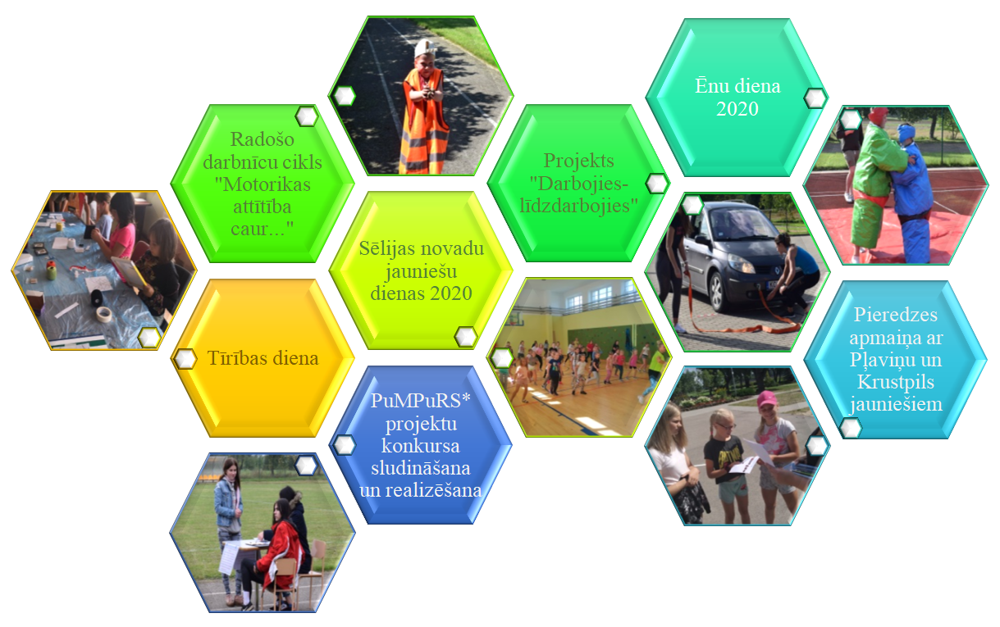 Radošo
darbnīcu cikls
"Motorikas
attītība
caur..."
Tīrības diena
Sēlijas novadu
jauniešu
dienas 2020
PuMPuRS*
projektu
konkursa
sludināšana
un realizēšana
Projekts
"Darbojies-
līdzdarbojies"
Ēnu diena
2020
Pieredzes
apmaiņa ar
Pļaviņu un
Krustpils
jauniešiem